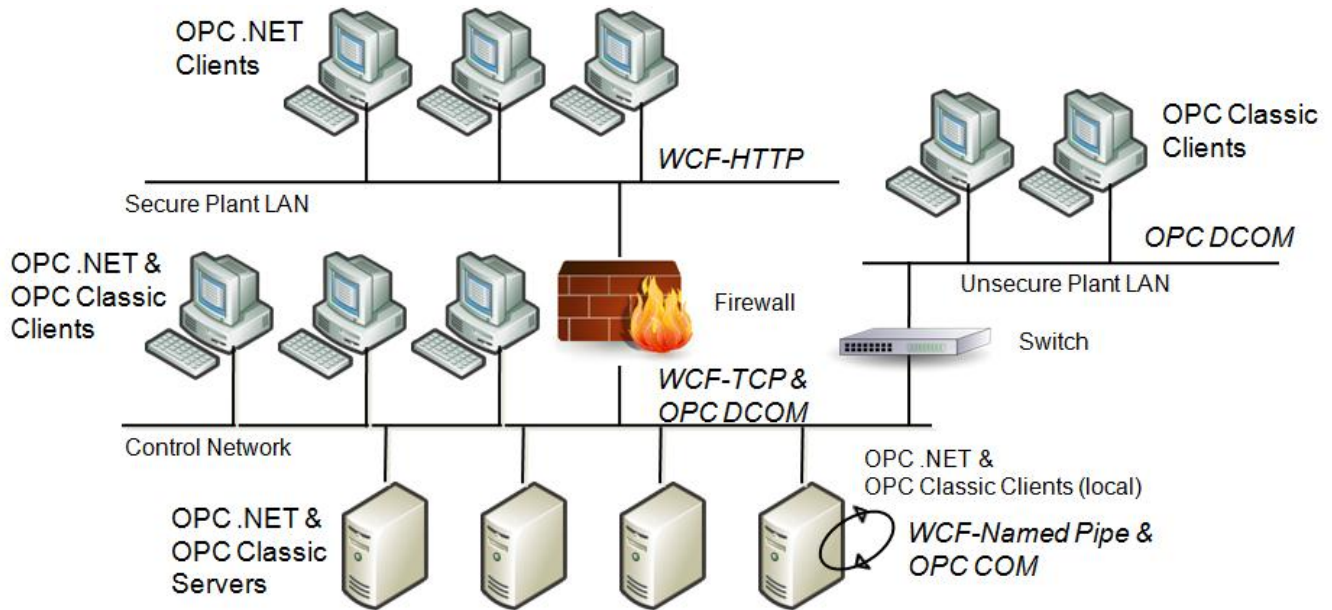 OPC .NET
Clients
WCF-HTTP
Secure Plant LAN
OPC Classic
Clients
OPC DCOM
Unsecure Plant LAN
OPC .NET &
OPC Classic
Clients
Firewall
Switch
WCF-TCP &
OPC DCOM
Control Network
OPC .NET &
OPC Classic
Servers
OPC .NET &
OPC Classic Clients (local)
WCF-Named Pipe &
OPC COM